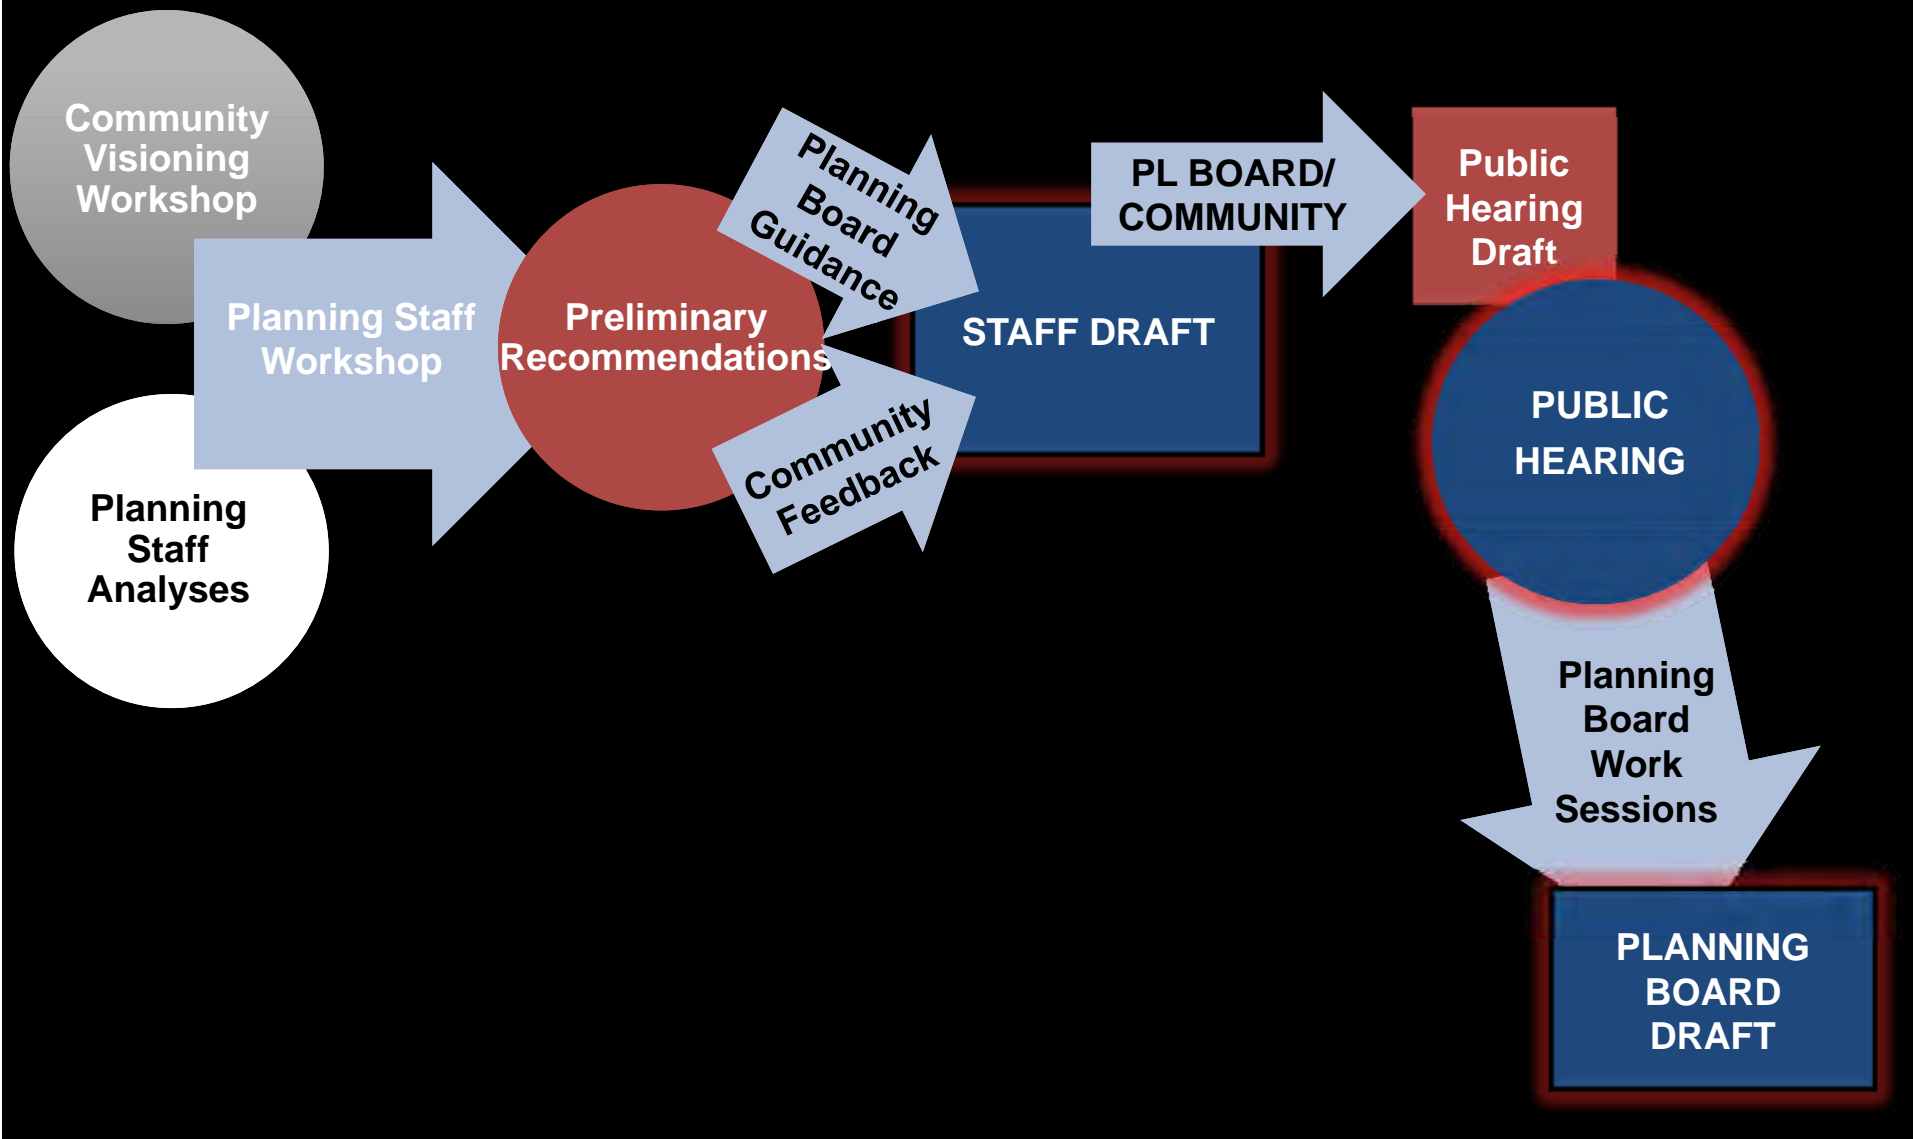 Community
Visioning
Workshop
Planning Staff
Workshop
Planning
Staff
Analyses
Preliminary
Recommendations
Planning
Board
Guidance
Community
Feedback
STAFF DRAFT
PL BOARD/
COMMUNITY
Public
Hearing
Draft
PUBLIC
HEARING
Planning
Board
Work
Sessions
PLANNING
BOARD
DRAFT